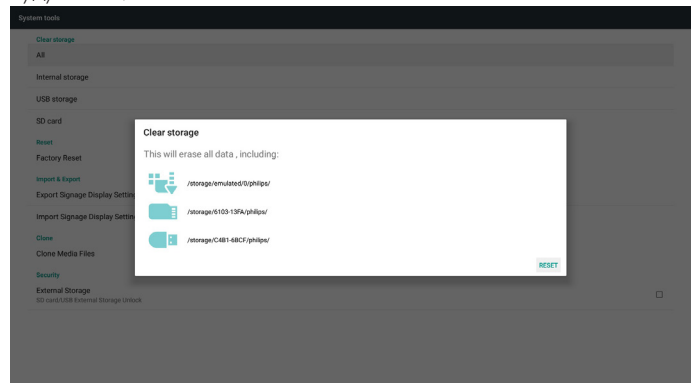 System tools
Clear storage
All
Internal storage
USB storage
SD card
Reset
Factory Reset
Import & Export
Export Signage Display Settin
Import Signage Display Settin
Clone
Clone Media Files
Security
External Storage
SD card/USB External Storage Unlock
Clear storage
This will erase all data , including:
/storage/emulated/0/philips/
/storage/6103-13FA/philips/
/storage/C4B1-6BCF/philips/
RESET